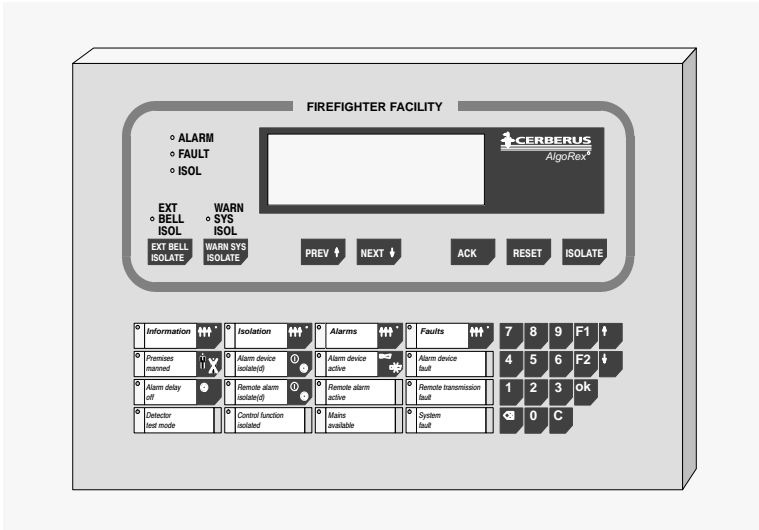 FIREFIGHTER FACILITY
ALARM
FAULT
ISOL
CERBERUS
AlgoRex
EXT
BELL
ISOL
WARN
SYS
ISOL
EXT BELL
ISOLATE
WARN SYS
ISOLATE
PREV
NEXT
ACK
RESET
ISOLATE
Information
Isolation
Alarms
Faults
7 8 9 F1
Premises
manned
Alarm device
isolate(d)
Alarm device
active
Alarm device
fault
4 5 6 F2
Alarm delay
off
Remote alarm
isolate(d)
Remote alarm
active
Remote transmission
fault
1 2 3 ok
Detector
test mode
Control function
isolated
Mains
available
System
fault
0 C